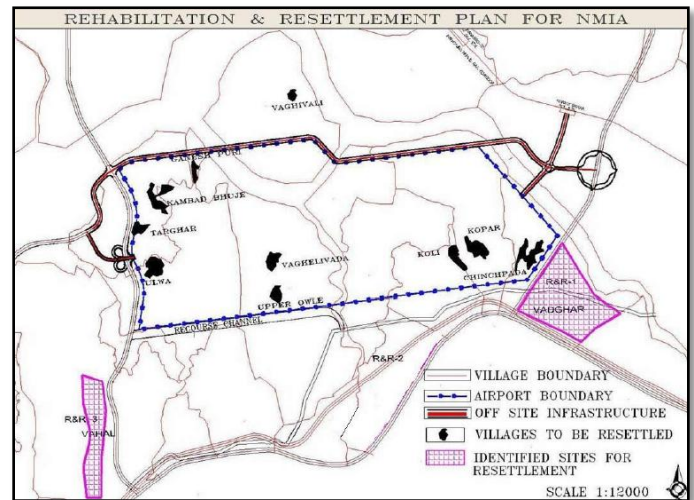 REHABILITATION & RESETTLEMENT PLAN FOR NMIA
VAGHIVALI
GANESH PURI
KAMBAD BHUJE
TARGHAR
ULWA
VAGHELIVADA
UPPER OWLE
KOPAR
KOLI
CHINCHPADA
R&R-1
VADGHAR
RECOURSE CHANNEL
R&R-2
R&R-3
VAHAL
VILLAGE BOUNDARY
AIRPORT BOUNDARY
OFF SITE INFRASTRUCTURE
VILLAGES TO BE RESETTLED
IDENTIFIED SITES FOR
RESETTLEMENT
SCALE 1:12000